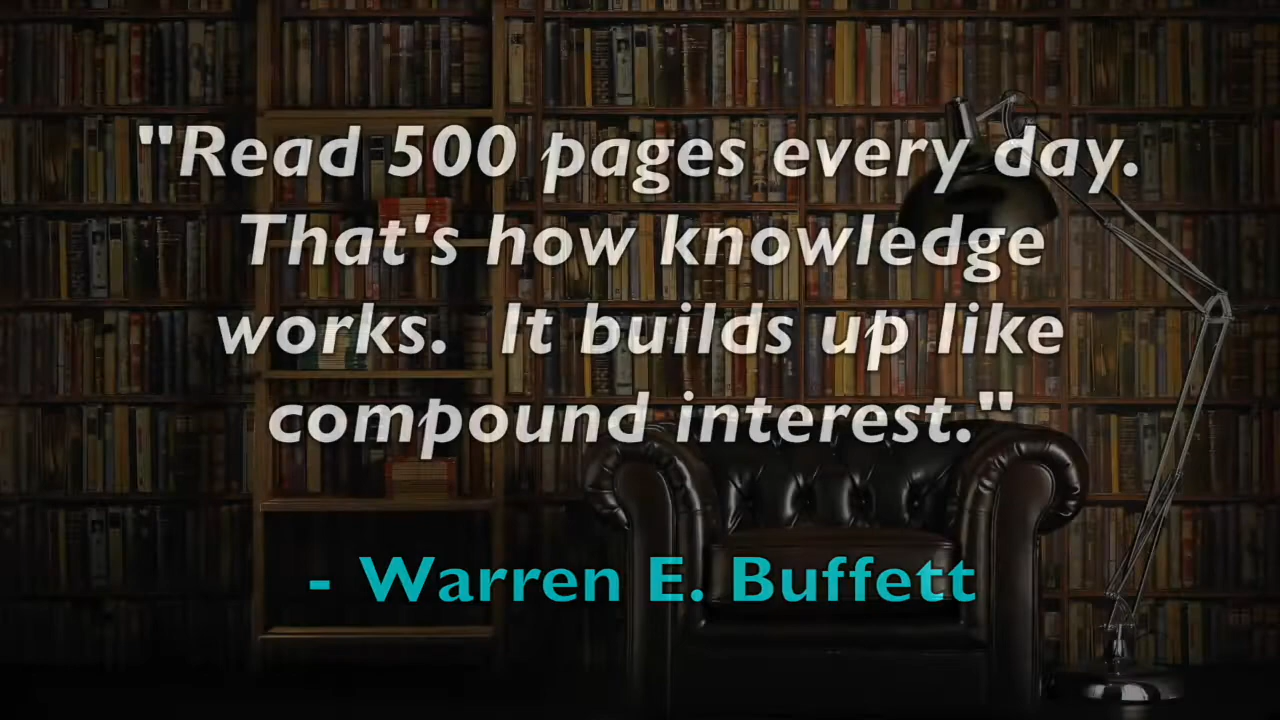 "Read 500 pages every day.
That's how knowledge
works.  It builds up like
compound interest."
- Warren E. Buffett